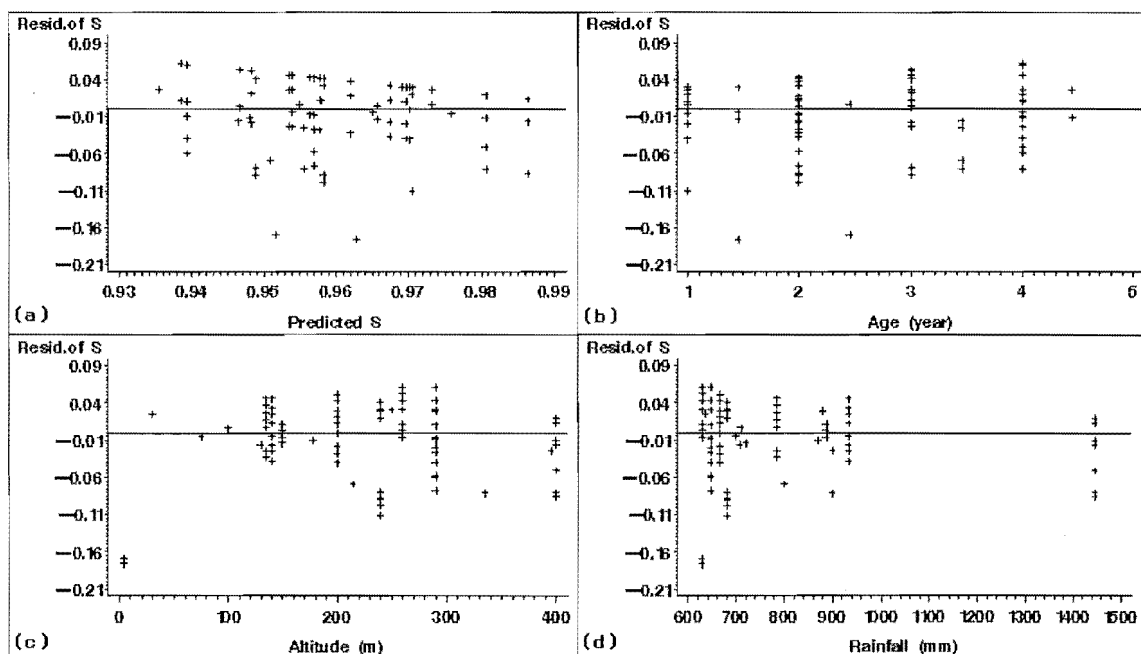 Resid.of S
0.09
0.04
−0.01
−0.06
−0.11
−0.16
−0.21
0.93 0.94 0.95 0.96 0.97 0.98 0.99
(a) Predicted S
Resid.of S
0.09
0.04
−0.01
−0.06
−0.11
−0.16
−0.21
1 2 3 4 5
(b) Age (year)
Resid.of S
0.09
0.04
−0.01
−0.06
−0.11
−0.16
−0.21
0 100 200 300 400
(c) Altitude (m)
Resid.of S
0.09
0.04
−0.01
−0.06
−0.11
−0.16
−0.21
600 700 800 900 1000 1100 1200 1300 1400 1500
(d) Rainfall (mm)